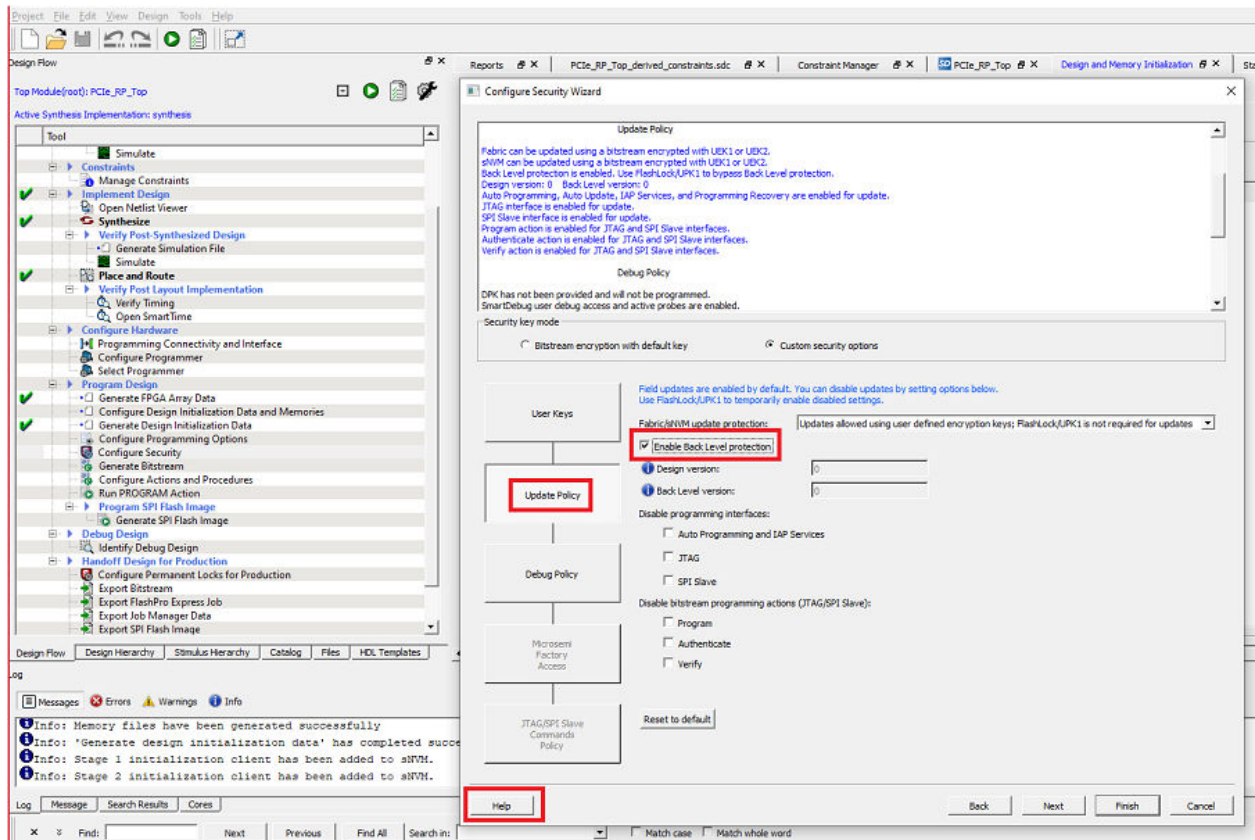 Project File Edit View Design Tools Help
Design Flow
Reports
PCIe_RP_Top_derived_constraints.sdc
Constraint Manager
PCIe_RP_Top
Design and Memory Initialization
Sta
Top Module(root): PCIe_RP_Top
Active Synthesis Implementation: synthesis
Tool
Simulate
Constraints
Manage Constraints
Implement Design
Open Netlist Viewer
Synthesize
Verify Post-Synthesized Design
Generate Simulation File
Simulate
Place and Route
Verify Post Layout Implementation
Verify Timing
Open SmartTime
Configure Hardware
Programming Connectivity and Interface
Configure Programmer
Select Programmer
Program Design
Generate FPGA Array Data
Configure Design Initialization Data and Memories
Generate Design Initialization Data
Configure Programming Options
Configure Security
Generate Bitstream
Configure Actions and Procedures
Run PROGRAM Action
Program SPI Flash Image
Generate SPI Flash Image
Debug Design
Identify Debug Design
Handoff Design for Production
Configure Permanent Locks for Production
Export Bitstream
Export FlashPro Express Job
Export Job Manager Data
Export SPI Flash Image
Design Flow Design Hierarchy Stimulus Hierarchy Catalog Files HDL Templates
Log
Messages Errors Warnings Info
Info: Memory files have been generated successfully
Info: 'Generate design initialization data' has completed succe
Info: Stage 1 initialization client has been added to sNVM.
Info: Stage 2 initialization client has been added to sNVM.
Log Message Search Results Cores
Find: Next Previous Find All Search in: Match case Match whole word
Configure Security Wizard
Update Policy
Fabric can be updated using a bitstream encrypted with UEK1 or UEK2.
sNVM can be updated using a bitstream encrypted with UEK1 or UEK2.
Back Level protection is enabled. Use FlashLock/UPK1 to bypass Back Level protection.
Design version: 0 Back Level version: 0
Auto Programming, Auto Update, IAP Services, and Programming Recovery are enabled for update.
JTAG interface is enabled for update.
SPI Slave interface is enabled for update.
Program action is enabled for JTAG and SPI Slave interfaces.
Authenticate action is enabled for JTAG and SPI Slave interfaces.
Verify action is enabled for JTAG and SPI Slave interfaces.
Debug Policy
DPK has not been provided and will not be programmed.
SmartDebug user debug access and active probes are enabled.
Security key mode
Bitstream encryption with default key
Custom security options
User Keys
Update Policy
Debug Policy
Microsemi
Factory
Access
JTAG/SPI Slave
Commands
Policy
Field updates are enabled by default. You can disable updates by setting options below.
Use FlashLock/UPK1 to temporarily enable disabled settings.
Fabric/sNVM update protection: Updates allowed using user defined encryption keys; FlashLock/UPK1 is not required for updates
Enable Back Level protection
Design version: 0
Back Level version: 0
Disable programming interfaces:
Auto Programming and IAP Services
JTAG
SPI Slave
Disable bitstream programming actions (JTAG/SPI Slave):
Program
Authenticate
Verify
Reset to default
Help Back Next Finish Cancel